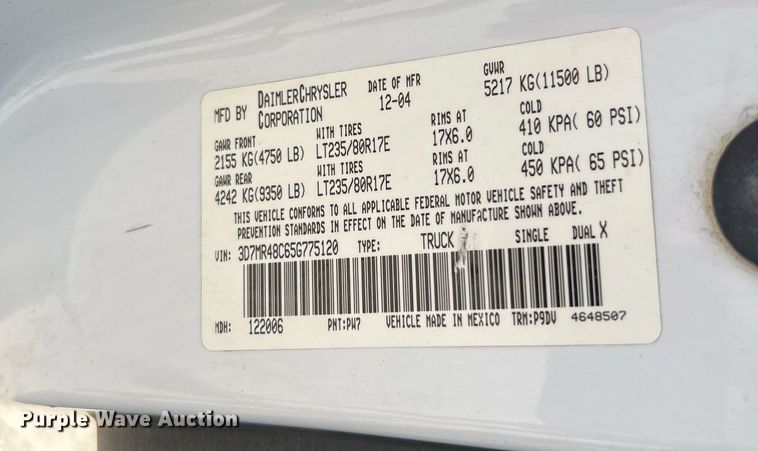 MFD BY DAIMLERCHRYSLER CORPORATION DATE OF MFR 12-04 GVWR 5217 KG(11500 LB)
GAWR FRONT WITH TIRES RIMS AT COLD
2155 KG(4750 LB) LT235/80R17E 17X6.0 410 KPA( 60 PSI)
GAWR REAR WITH TIRES RIMS AT COLD
4242 KG(9350 LB) LT235/80R17E 17X6.0 450 KPA( 65 PSI)
THIS VEHICLE CONFORMS TO ALL APPLICABLE FEDERAL MOTOR VEHICLE SAFETY AND THEFT
PREVENTION STANDARDS IN EFFECT ON THE DATE OF MANUFACTURE SHOWN ABOVE.
VIN: 3D7MR48C65G775120 TYPE: TRUCK SINGLE DUAL X
MDH: 122006 PNT:PW7 VEHICLE MADE IN MEXICO TRM:P9DV 4648507
Purple Wave Auction